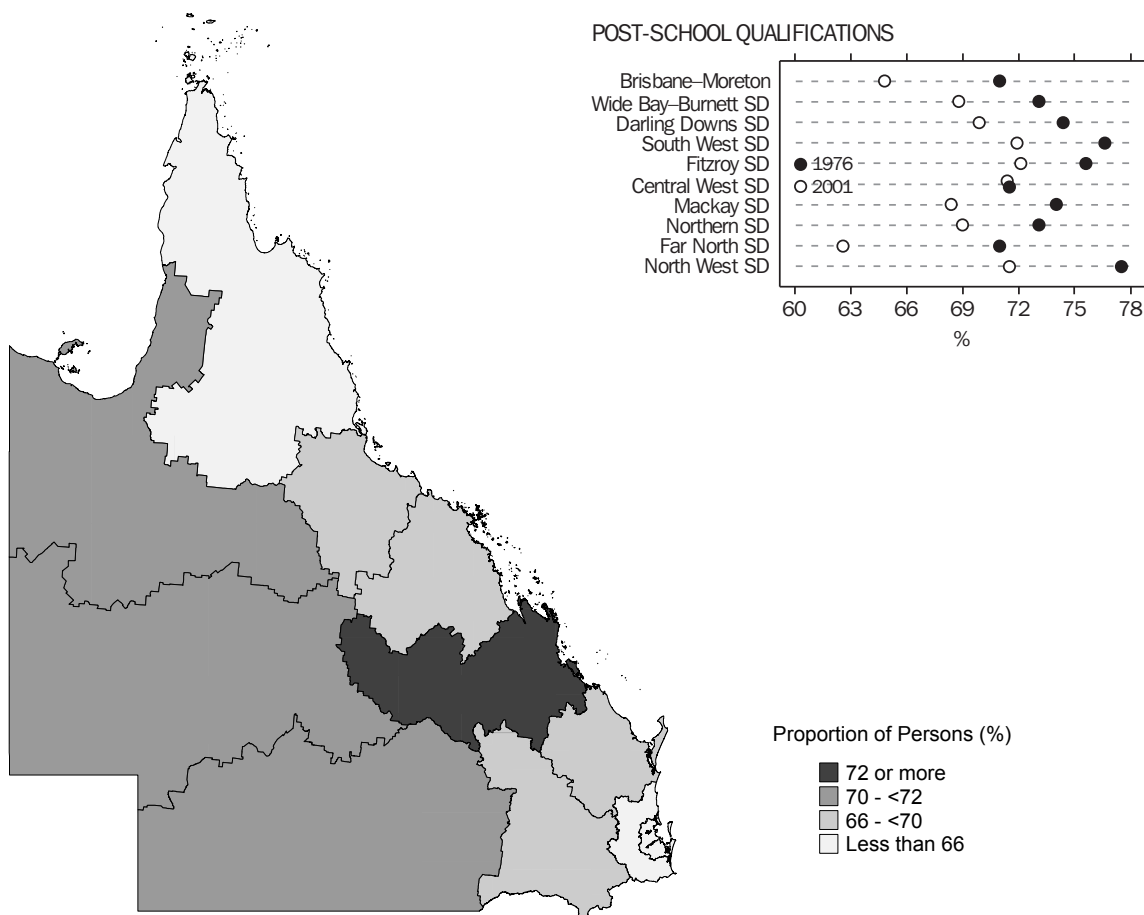 POST-SCHOOL QUALIFICATIONS
Brisbane–Moreton
Wide Bay–Burnett SD
Darling Downs SD
South West SD
Fitzroy SD
Central West SD
Mackay SD
Northern SD
Far North SD
North West SD
1976
2001
60 63 66 69 72 75 78
%
Proportion of Persons (%)
72 or more
70 - <72
66 - <70
Less than 66